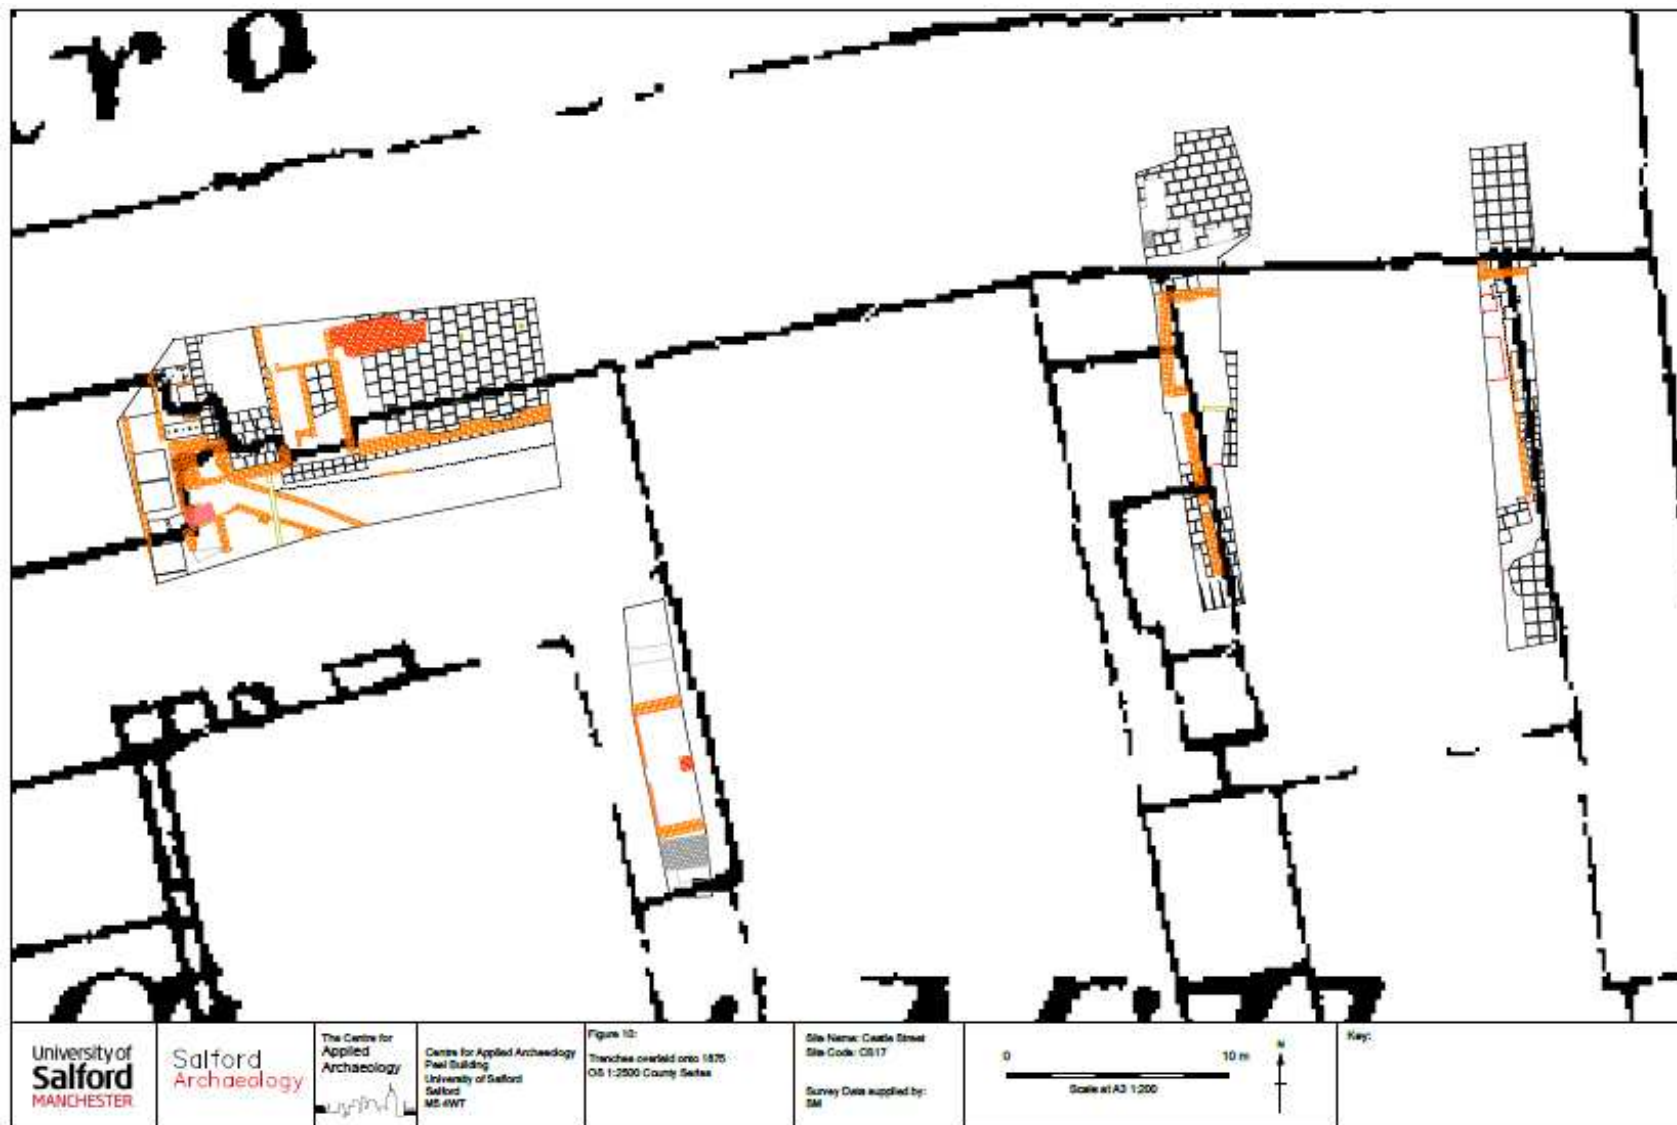 ra
University of
Salford
MANCHESTER
Salford
Archaeology
The Centre for
Applied
Archaeology
Centre for Applied Archaeology
Peel Building
University of Salford
Salford
M5 4WT
Figure 10:
Trenches overlaid onto 1875
OS 1:2500 County Series
Site Name: Castle Street
Site Code: CS17
Survey Data supplied by:
SM
0 10 m
Scale at A3 1:200
N
Key: